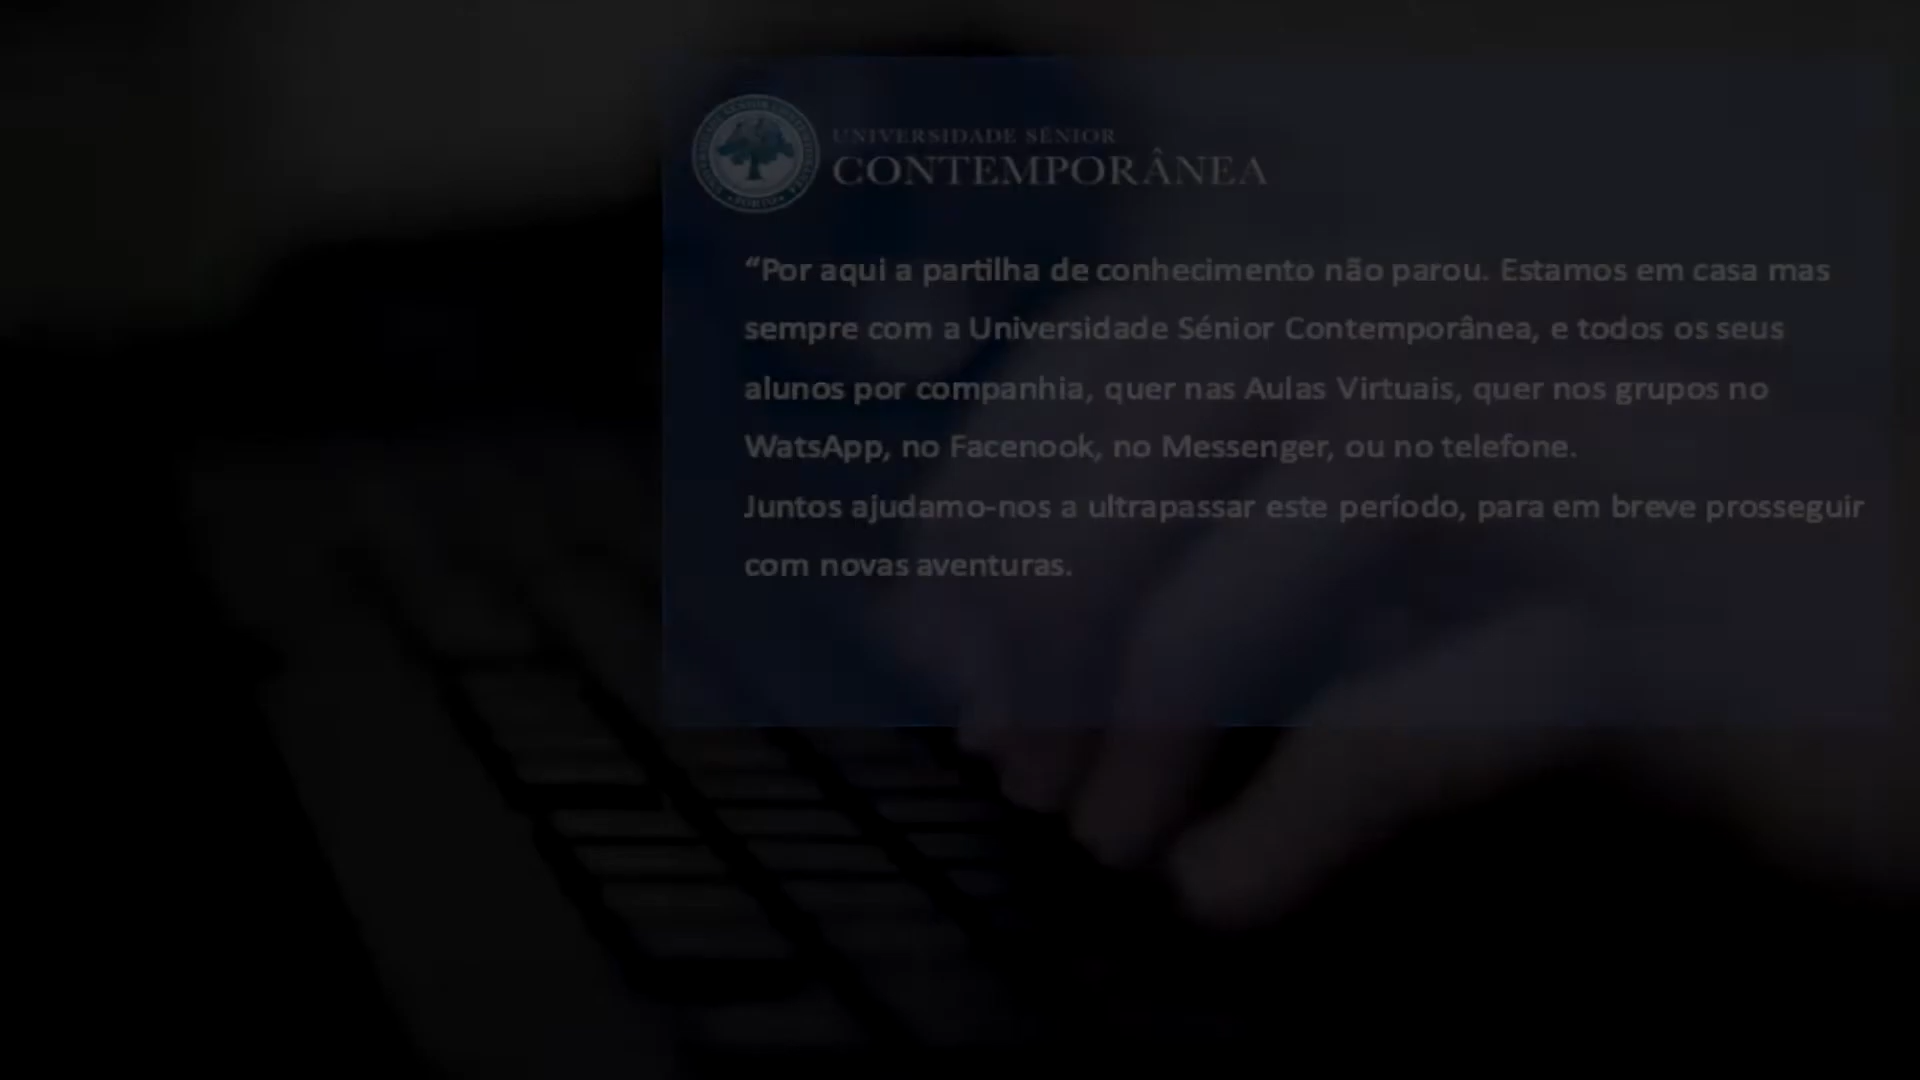 UNIVERSIDADE SÉNIOR
CONTEMPORÂNEA
PORTO
“Por aqui a partilha de conhecimento não parou. Estamos em casa mas
sempre com a Universidade Sénior Contemporânea, e todos os seus
alunos por companhia, quer nas Aulas Virtuais, quer nos grupos no
WatsApp, no Facenook, no Messenger, ou no telefone.
Juntos ajudamo-nos a ultrapassar este período, para em breve prosseguir
com novas aventuras.